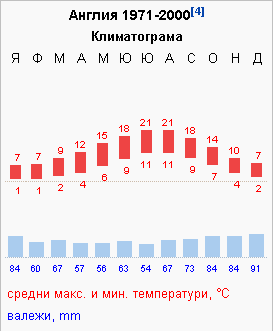 Англия 1971-2000[4]
Климатограма
Я Ф М А М Ю Ю А С О Н Д
7 7 9 12 15 18 21 21 18 14 10 7
1 1 2 4 6 9 11 11 9 7 4 2
84 60 67 57 56 63 54 67 73 84 84 91
средни макс. и мин. температури, °C
валежи, mm